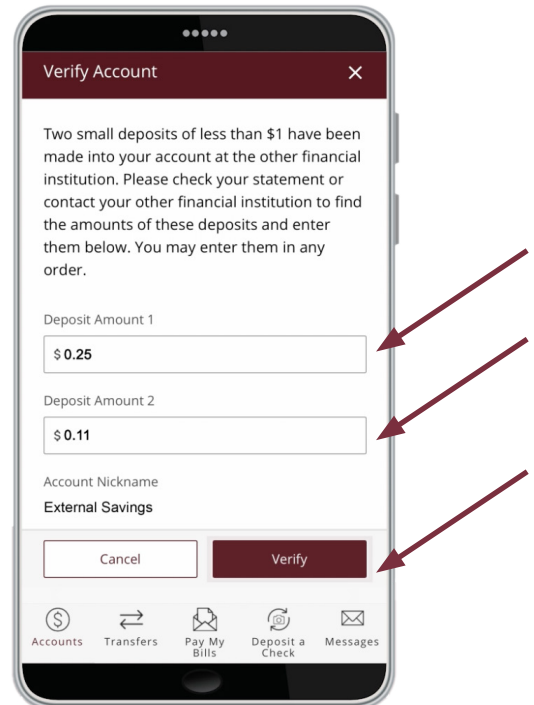 Verify Account
Two small deposits of less than $1 have been
made into your account at the other financial
institution. Please check your statement or
contact your other financial institution to find
the amounts of these deposits and enter
them below. You may enter them in any
order.
Deposit Amount 1
$ 0.25
Deposit Amount 2
$ 0.11
Account Nickname
External Savings
Cancel Verify
Accounts Transfers Pay My Deposit a Messages
Bills Check